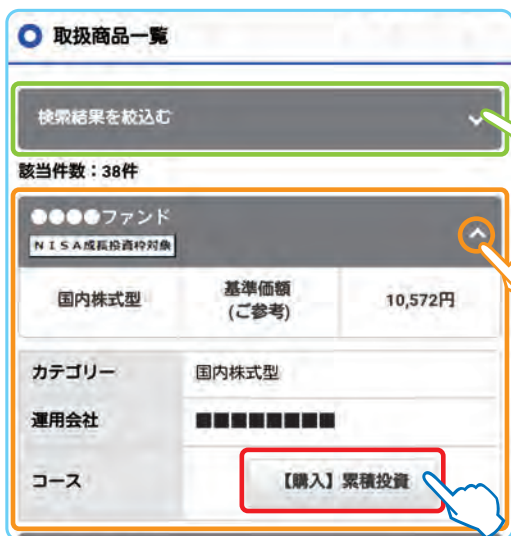 取扱商品一覧
検索結果を絞込む
該当件数：38件
●●●●ファンド
NISA成長投資枠対象
国内株式型 基準価額 10,572円
(ご参考)
カテゴリー 国内株式型
運用会社 ■■■■■■■■
コース 【購入】累積投資